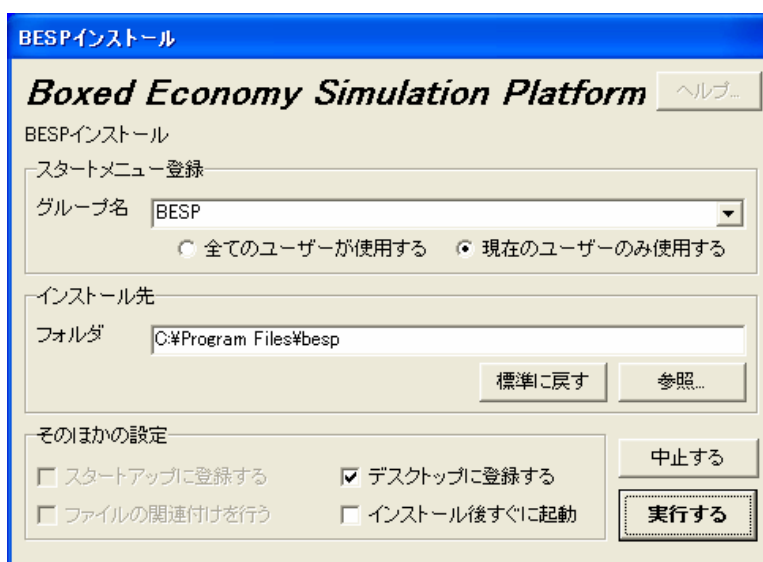 BESPインストール
Boxed Economy Simulation Platform ヘルプ...
BESPインストール
スタートメニュー登録
グループ名 BESP
全てのユーザーが使用する 現在のユーザーのみ使用する
インストール先
フォルダ C:¥Program Files¥besp
標準に戻す 参照...
そのほかの設定
スタートアップに登録する デスクトップに登録する
ファイルの関連付けを行う インストール後すぐに起動
中止する
実行する